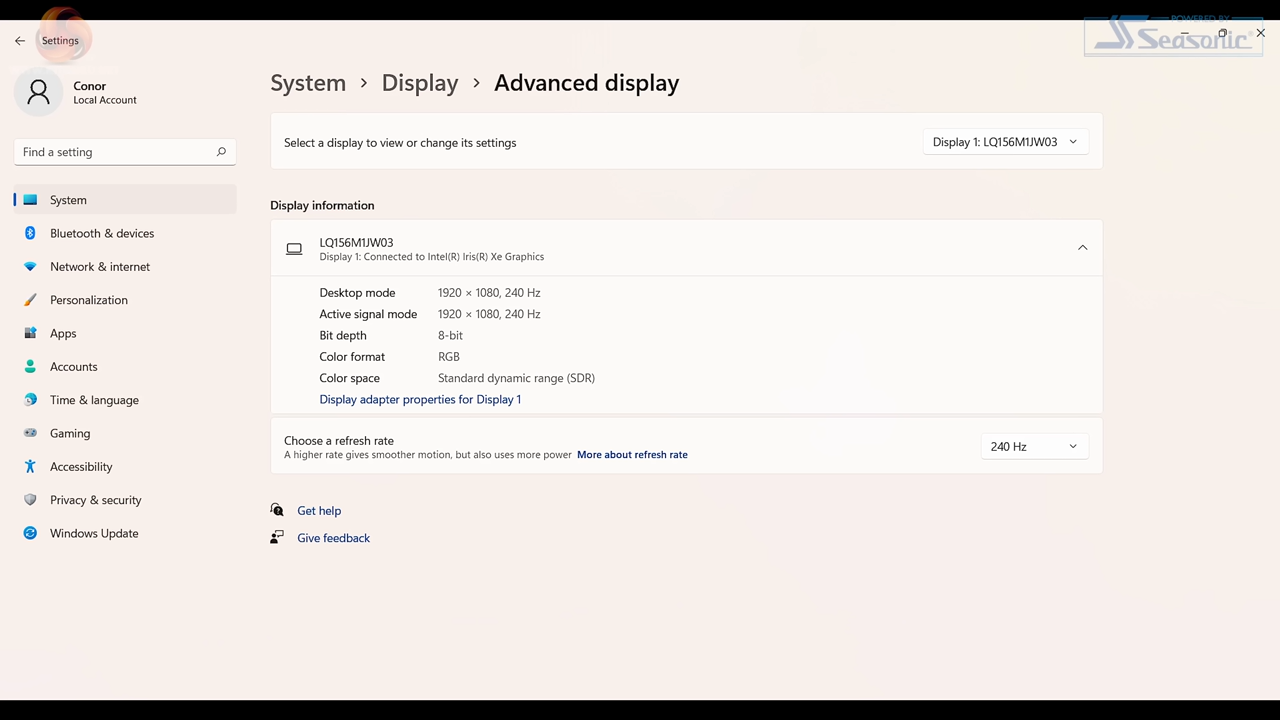 POWERED BY
Seasonic
Settings
Conor
Local Account
Find a setting
System
Bluetooth & devices
Network & internet
Personalization
Apps
Accounts
Time & language
Gaming
Accessibility
Privacy & security
Windows Update
System > Display > Advanced display
Select a display to view or change its settings
Display 1: LQ156M1JW03
Display information
LQ156M1JW03
Display 1: Connected to Intel(R) Iris(R) Xe Graphics
Desktop mode 1920 × 1080, 240 Hz
Active signal mode 1920 × 1080, 240 Hz
Bit depth 8-bit
Color format RGB
Color space Standard dynamic range (SDR)
Display adapter properties for Display 1
Choose a refresh rate
A higher rate gives smoother motion, but also uses more power More about refresh rate
240 Hz
Get help
Give feedback